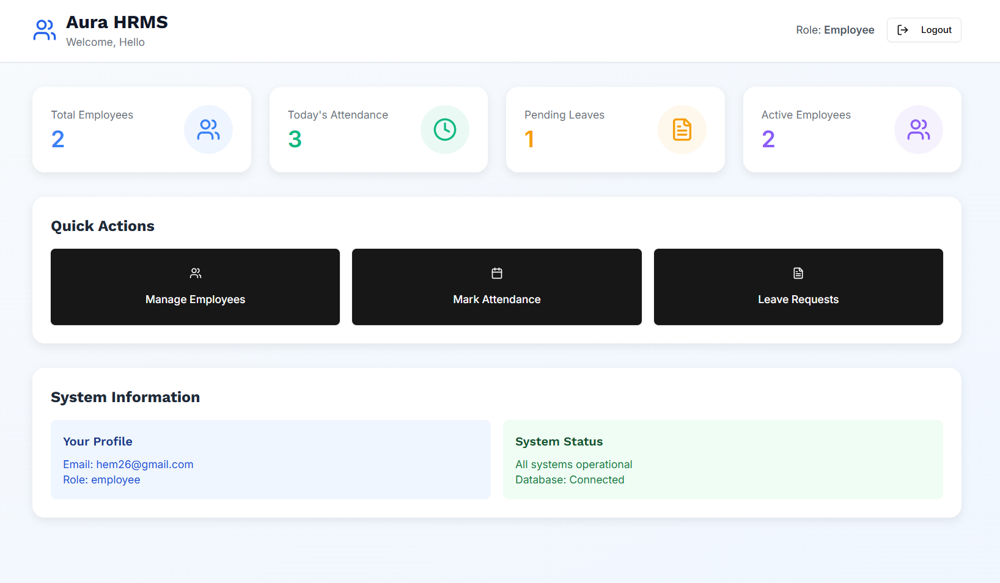 Aura HRMS
Welcome, Hello
Role: Employee
Logout
Total Employees
2
Today's Attendance
3
Pending Leaves
1
Active Employees
2
Quick Actions
Manage Employees
Mark Attendance
Leave Requests
System Information
Your Profile
Email: hem26@gmail.com
Role: employee
System Status
All systems operational
Database: Connected